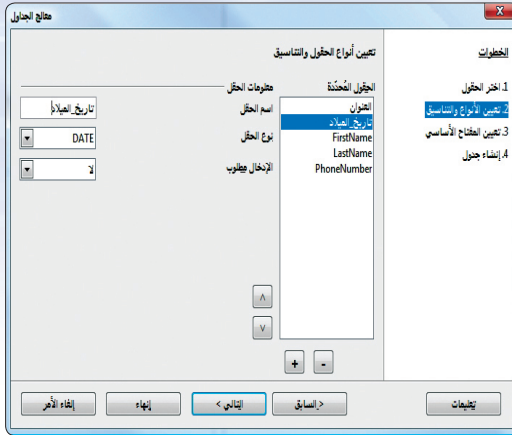 معالج الجداول
الخطوات
1. اختر الحقول
2. تعيين الأنواع والتناسيق
3. تعيين المفتاح الأساسي
4. إنشاء جدول
تعيين أنواع الحقول والتناسيق
الحقول المُحدّدة
العنوان
تاريخ_الميلاد
FirstName
LastName
PhoneNumber
معلومات الحقل
اسم الحقل
تاريخ_الميلاد
نوع الحقل
DATE
الإدخال مطلوب
لا
+
-
تعليمات
< السابق
التالي >
إنهاء
إلغاء الأمر